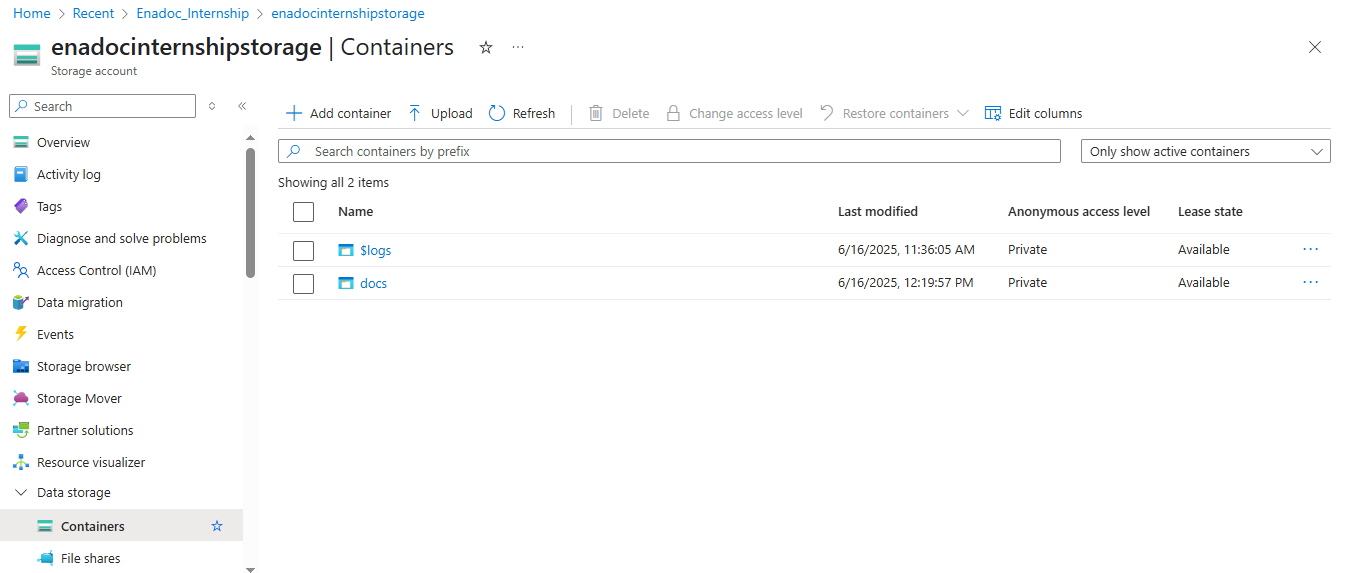 Home > Recent > Enadoc_Internship > enadocinternshipstorage
enadocinternshipstorage | Containers
Storage account
Search
Add container Upload Refresh Delete Change access level Restore containers Edit columns
Overview
Activity log
Tags
Diagnose and solve problems
Access Control (IAM)
Data migration
Events
Storage browser
Storage Mover
Partner solutions
Resource visualizer
Data storage
Containers
File shares
Search containers by prefix Only show active containers
Showing all 2 items
Name Last modified Anonymous access level Lease state
$logs 6/16/2025, 11:36:05 AM Private Available
docs 6/16/2025, 12:19:57 PM Private Available